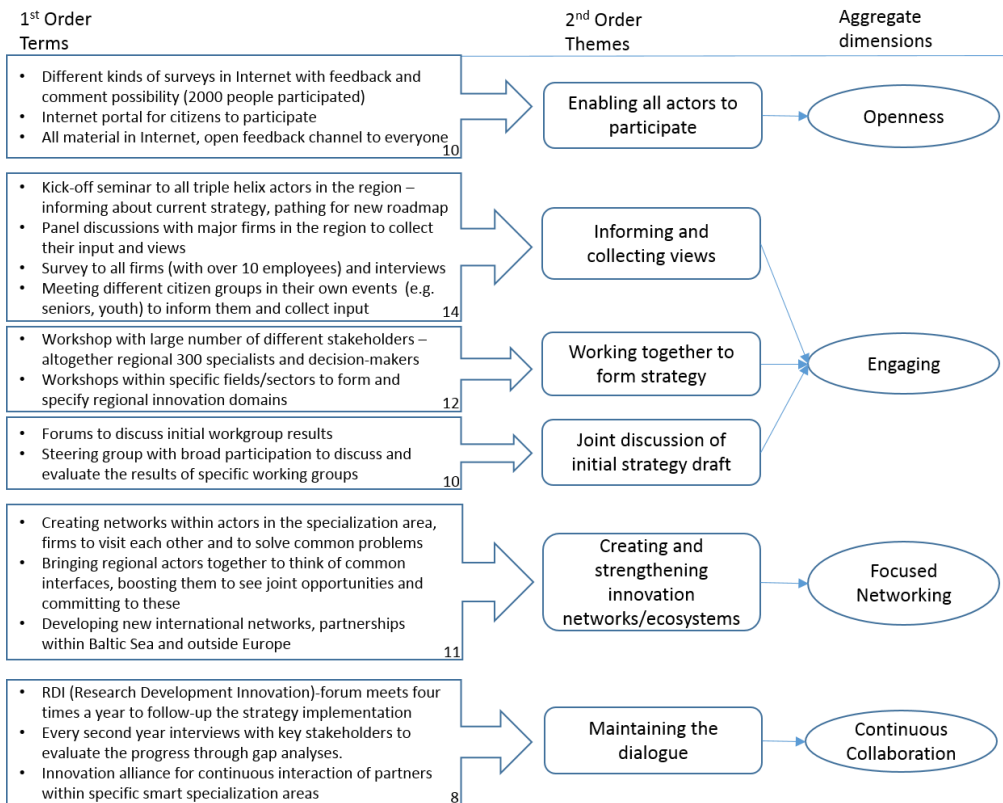 1st Order
Terms
2nd Order
Themes
Aggregate
dimensions
• Different kinds of surveys in Internet with feedback and
comment possibility (2000 people participated)
• Internet portal for citizens to participate
• All material in Internet, open feedback channel to everyone
10
Enabling all actors to
participate
Openness
• Kick-off seminar to all triple helix actors in the region –
informing about current strategy, pathing for new roadmap
• Panel discussions with major firms in the region to collect
their input and views
• Survey to all firms (with over 10 employees) and interviews
• Meeting different citizen groups in their own events (e.g.
seniors, youth) to inform them and collect input
14
Informing and
collecting views
• Workshop with large number of different stakeholders –
altogether regional 300 specialists and decision-makers
• Workshops within specific fields/sectors to form and
specify regional innovation domains
12
Working together to
form strategy
Engaging
• Forums to discuss initial workgroup results
• Steering group with broad participation to discuss and
evaluate the results of specific working groups
10
Joint discussion of
initial strategy draft
• Creating networks within actors in the specialization area,
firms to visit each other and to solve common problems
• Bringing regional actors together to think of common
interfaces, boosting them to see joint opportunities and
committing to these
• Developing new international networks, partnerships
within Baltic Sea and outside Europe
11
Creating and
strengthening
innovation
networks/ecosystems
Focused
Networking
• RDI (Research Development Innovation)-forum meets four
times a year to follow-up the strategy implementation
• Every second year interviews with key stakeholders to
evaluate the progress through gap analyses.
• Innovation alliance for continuous interaction of partners
within specific smart specialization areas
8
Maintaining the
dialogue
Continuous
Collaboration